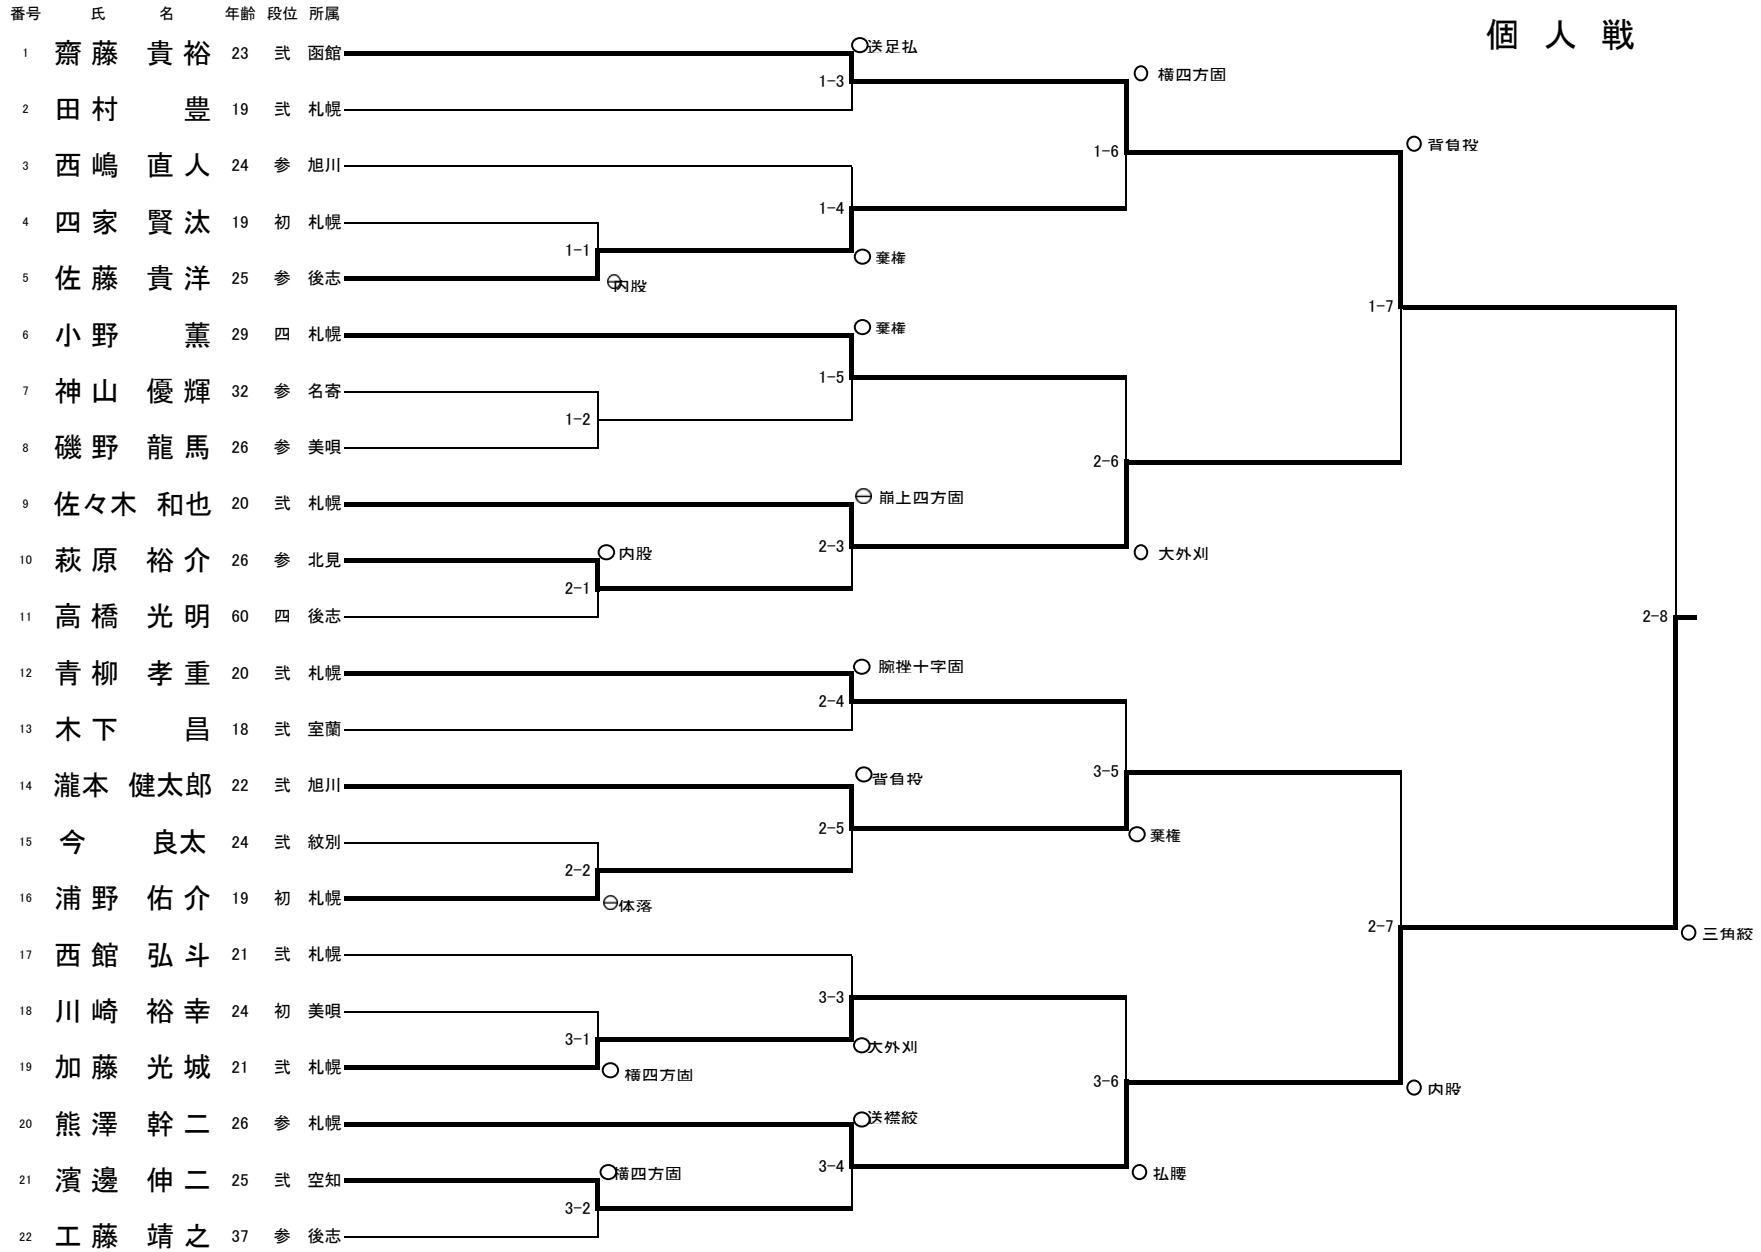 番号 氏 名 年齢 段位 所属
個人戦
1 齋藤 貴裕 23 弐 函館
○送足払
1-3
○ 横四方固
2 田村 豊 19 弐 札幌
1-6
○ 背負投
3 西嶋 直人 24 参 旭川
1-4
4 四家 賢汰 19 初 札幌
1-1
○ 棄権
5 佐藤 貴洋 25 参 後志
内股
1-7
6 小野 薫 29 四 札幌
○ 棄権
1-5
7 神山 優輝 32 参 名寄
1-2
8 磯野 龍馬 26 参 美唄
2-6
9 佐々木 和也 20 弐 札幌
崩上四方固
2-3
○ 大外刈
10 萩原 裕介 26 参 北見
○内股
2-1
11 高橋 光明 60 四 後志
2-8
12 青柳 孝重 20 弐 札幌
○ 腕挫十字固
2-4
13 木下 昌 18 弐 室蘭
3-5
14 瀧本 健太郎 22 弐 旭川
○背負投
2-5
○ 棄権
15 今 良太 24 弐 紋別
2-2
16 浦野 佑介 19 初 札幌
体落
2-7
○ 三角絞
17 西館 弘斗 21 弐 札幌
3-3
18 川崎 裕幸 24 初 美唄
3-1
○大外刈
19 加藤 光城 21 弐 札幌
○ 横四方固
3-6
○ 内股
20 熊澤 幹二 26 参 札幌
○送襟絞
3-4
○ 払腰
21 濱邊 伸二 25 弐 空知
○横四方固
3-2
22 工藤 靖之 37 参 後志